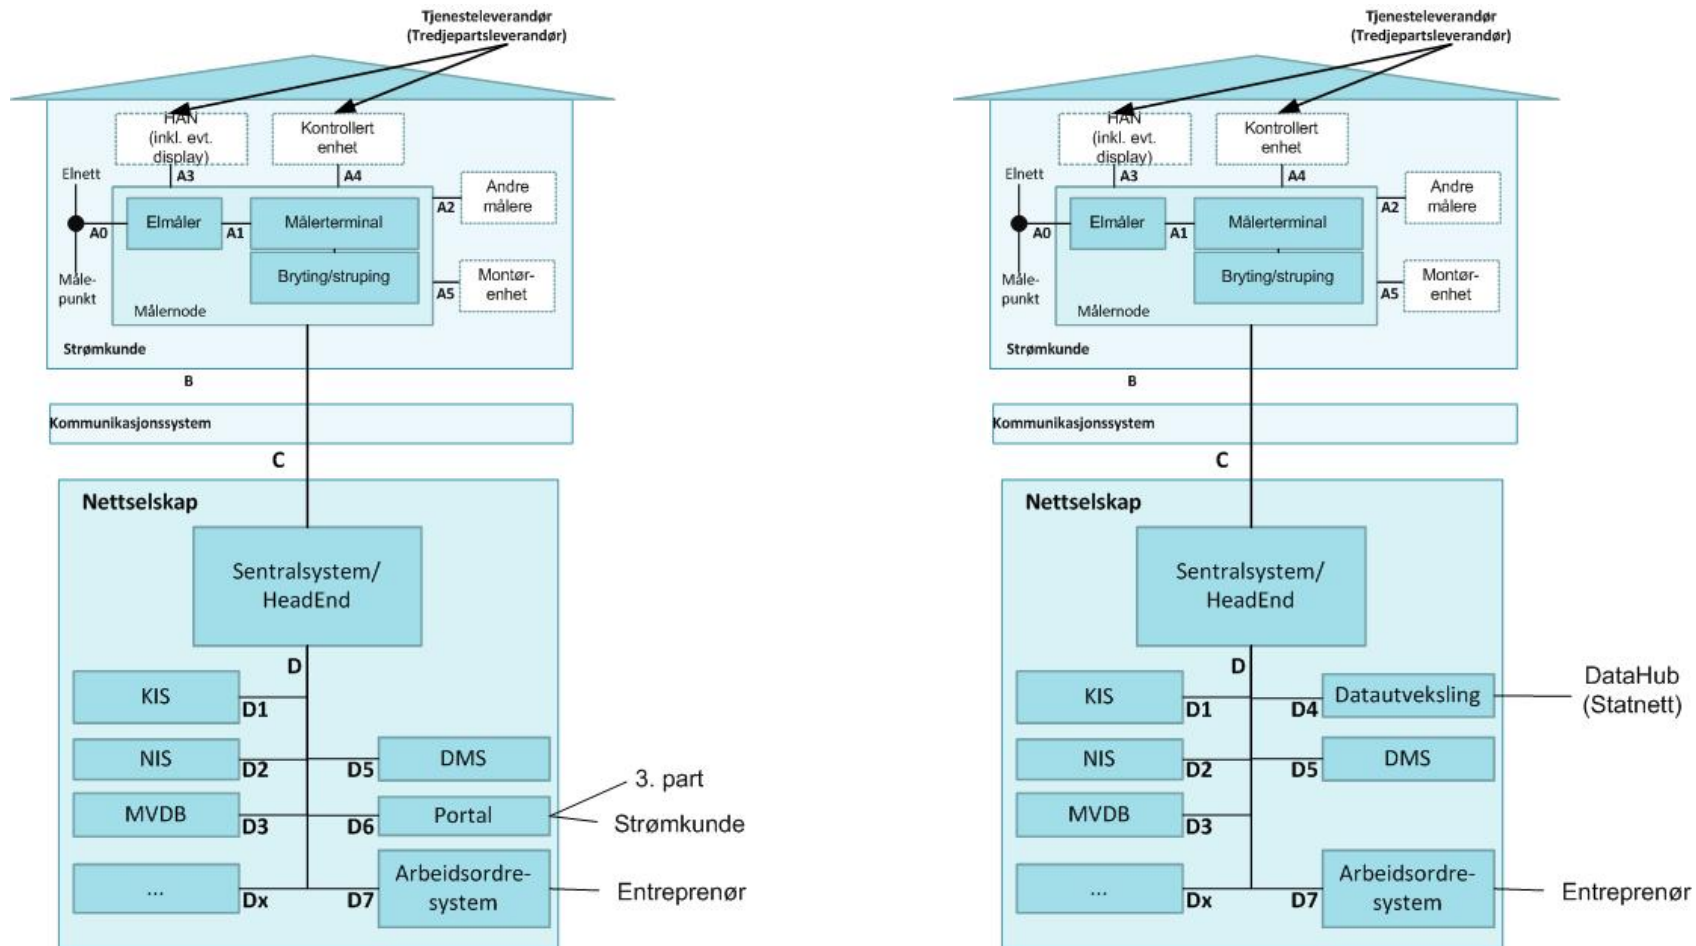 Tjenesteleverandør
(Tredjepartsleverandør)
HAN
(inkl. evt.
display)
Kontrollert
enhet
A3
A4
Elnett
Andre
målere
A2
Elmåler
Målerterminal
A0
A1
Bryting/struping
Måle-
punkt
Montør-
enhet
A5
Målernode
Strømkunde
B
Kommunikasjonssystem
C
Nettselskap
Sentralsystem/
HeadEnd
D
KIS
D1
NIS
D2
D5
DMS
MVDB
D3
D6
Portal
3. part
Strømkunde
...
Dx
D7
Arbeidsordre-
system
Entreprenør
Tjenesteleverandør
(Tredjepartsleverandør)
HAN
(inkl. evt.
display)
Kontrollert
enhet
A3
A4
Elnett
Andre
målere
A2
Elmåler
Målerterminal
A0
A1
Bryting/struping
Måle-
punkt
Montør-
enhet
A5
Målernode
Strømkunde
B
Kommunikasjonssystem
C
Nettselskap
Sentralsystem/
HeadEnd
D
KIS
D1
D4
Datautveksling
DataHub
(Statnett)
NIS
D2
D5
DMS
MVDB
D3
...
Dx
D7
Arbeidsordre-
system
Entreprenør